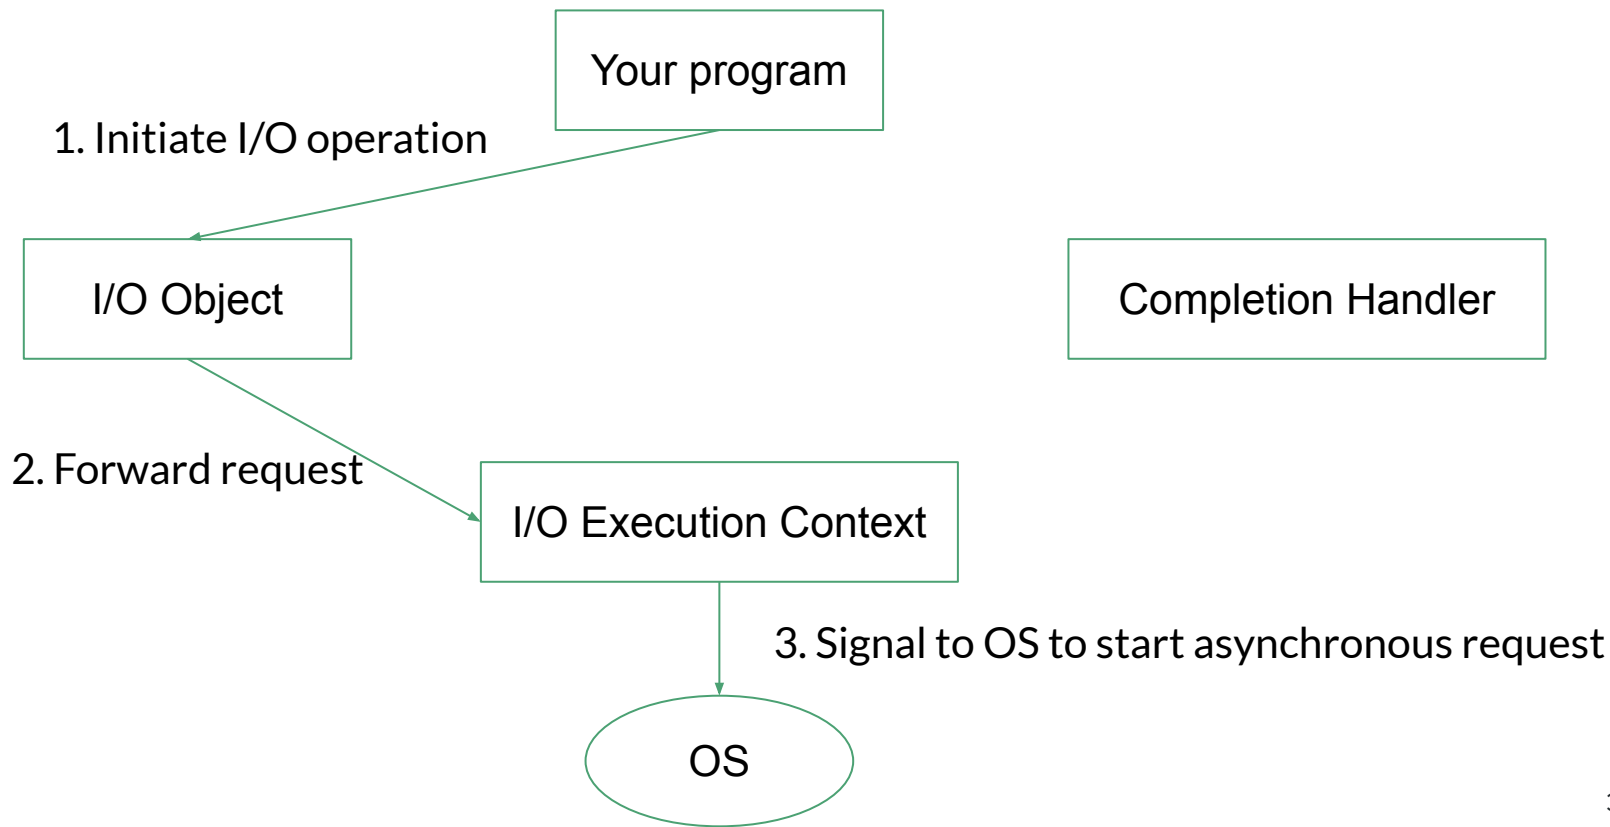 Your program
1. Initiate I/O operation
I/O Object
Completion Handler
2. Forward request
I/O Execution Context
3. Signal to OS to start asynchronous request
OS